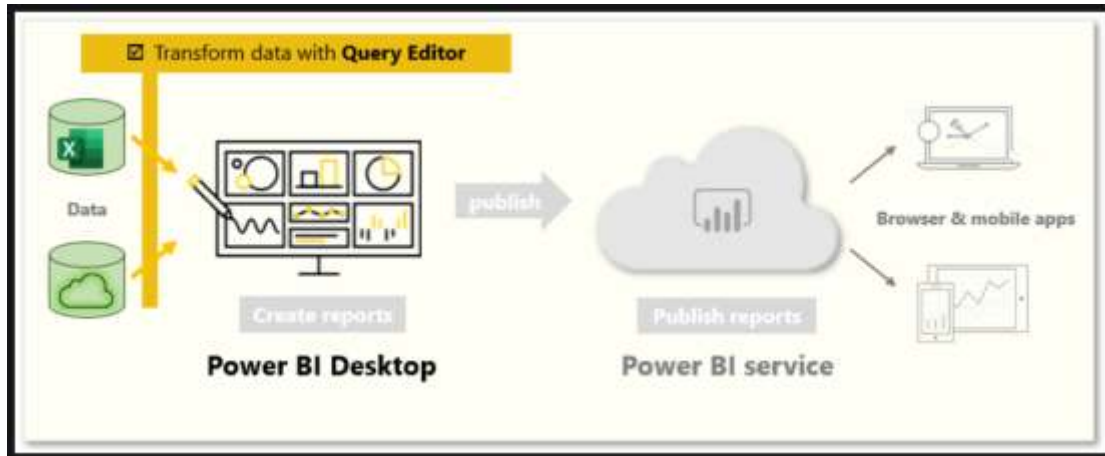 Transform data with Query Editor
X
Data
publish
Browser & mobile apps
Create reports
Publish reports
Power BI Desktop
Power BI service